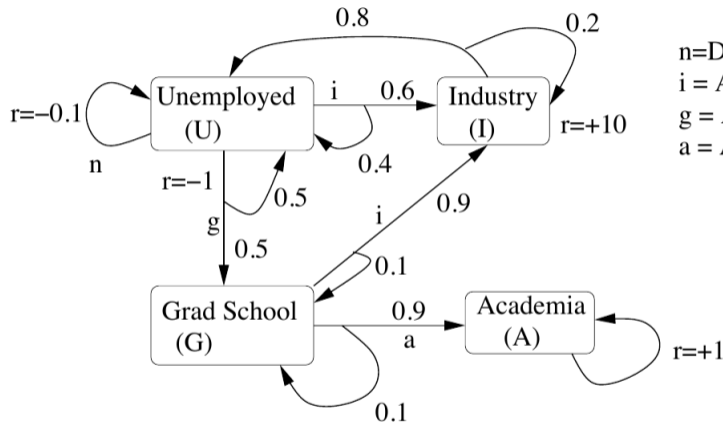 0.8
0.2
n=D
Unemployed
(U)
i
0.6
Industry
(I)
i = A
r=−0.1
r=+10
g =
a = A
n
r=−1
0.4
0.5
g
i
0.9
0.5
0.1
Grad School
(G)
0.9
a
Academia
(A)
r=+1
0.1